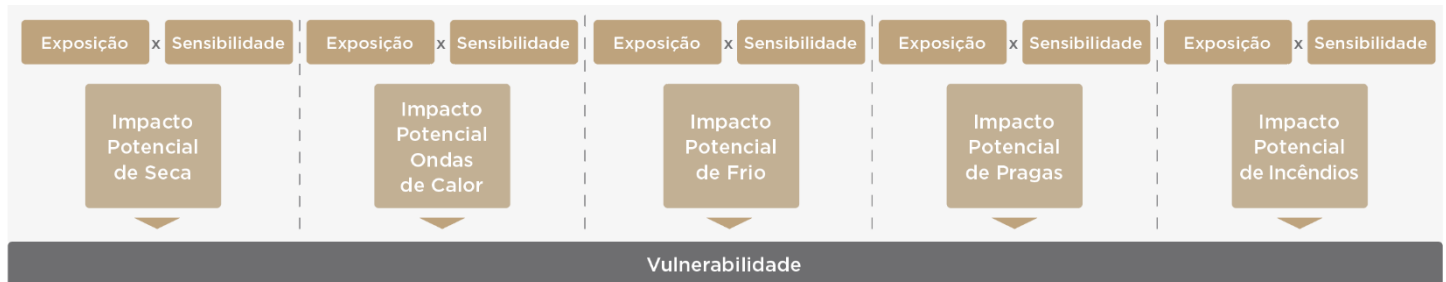 Exposição x Sensibilidade
Exposição x Sensibilidade
Exposição x Sensibilidade
Exposição x Sensibilidade
Exposição x Sensibilidade
Impacto
Potencial
de Seca
Impacto
Potencial
Ondas
de Calor
Impacto
Potencial
de Frio
Impacto
Potencial
de Pragas
Impacto
Potencial
de Incêndios
Vulnerabilidade